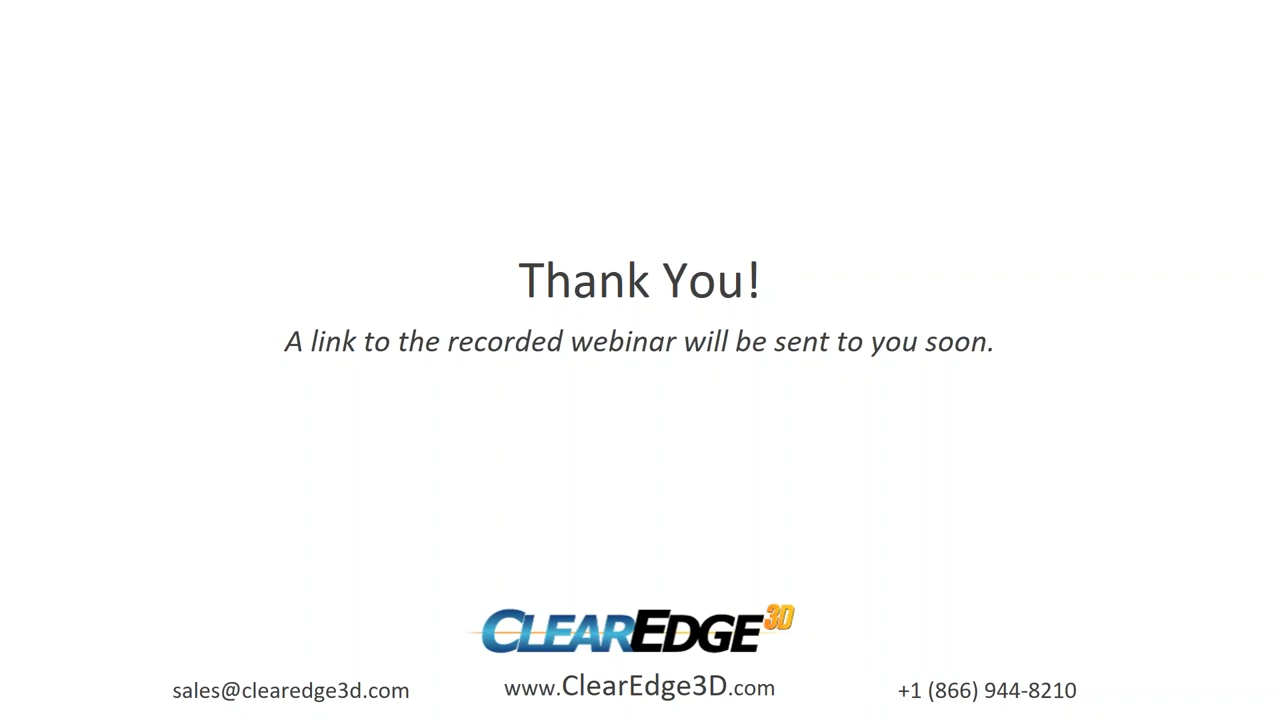 Thank You!
A link to the recorded webinar will be sent to you soon.
CLEAREDGE3D
sales@clearedge3d.com
www.ClearEdge3D.com
+1 (866) 944-8210